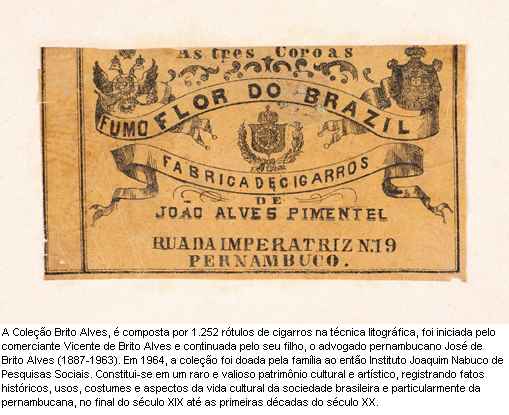 As tres Coroas
FUMO FLOR DO BRAZIL
FABRICA DE CIGARROS
DE
JOÃO ALVES PIMENTEL
RUA DA IMPERATRIZ N.19
PERNAMBUCO.
A Coleção Brito Alves, é composta por 1.252 rótulos de cigarros na técnica litográfica, foi iniciada pelo
comerciante Vicente de Brito Alves e continuada pelo seu filho, o advogado pernambucano José de
Brito Alves (1887-1963). Em 1964, a coleção foi doada pela família ao então Instituto Joaquim Nabuco de
Pesquisas Sociais. Constitui-se em um raro e valioso patrimônio cultural e artístico, registrando fatos
históricos, usos, costumes e aspectos da vida cultural da sociedade brasileira e particularmente da
pernambucana, no final do século XIX até as primeiras décadas do século XX.